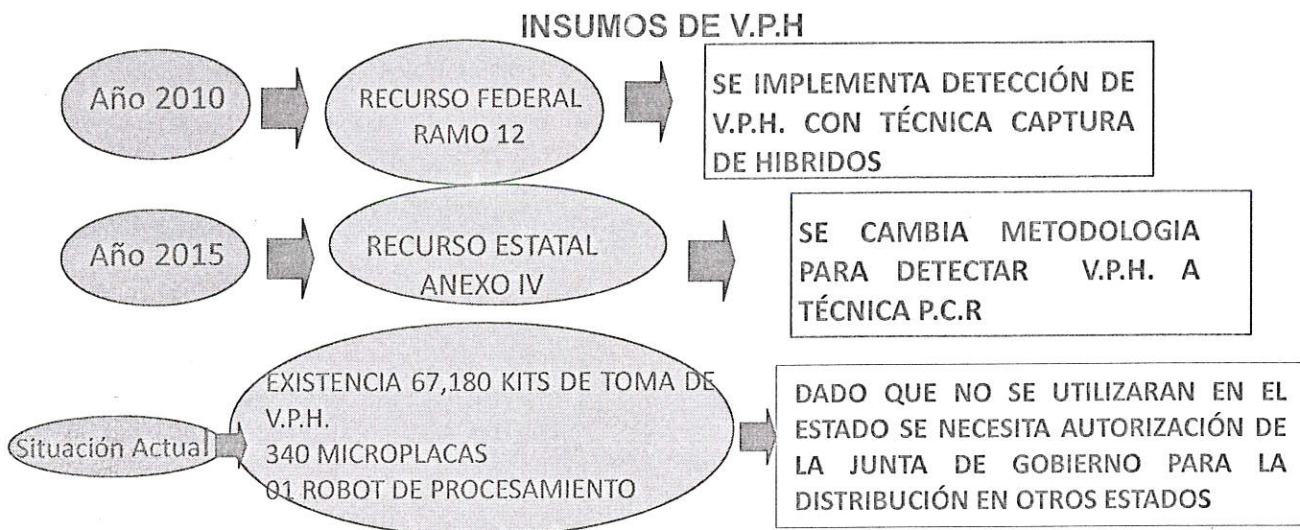 INSUMOS DE V.P.H
Año 2010
RECURSO FEDERAL
RAMO 12
SE IMPLEMENTA DETECCIÓN DE
V.P.H. CON TÉCNICA CAPTURA
DE HIBRIDOS
Año 2015
RECURSO ESTATAL
ANEXO IV
SE CAMBIA METODOLOGIA
PARA DETECTAR V.P.H. A
TÉCNICA P.C.R
Situación Actual
EXISTENCIA 67,180 KITS DE TOMA DE
V.P.H.
340 MICROPLACAS
01 ROBOT DE PROCESAMIENTO
DADO QUE NO SE UTILIZARAN EN EL
ESTADO SE NECESITA AUTORIZACIÓN DE
LA JUNTA DE GOBIERNO PARA LA
DISTRIBUCIÓN EN OTROS ESTADOS